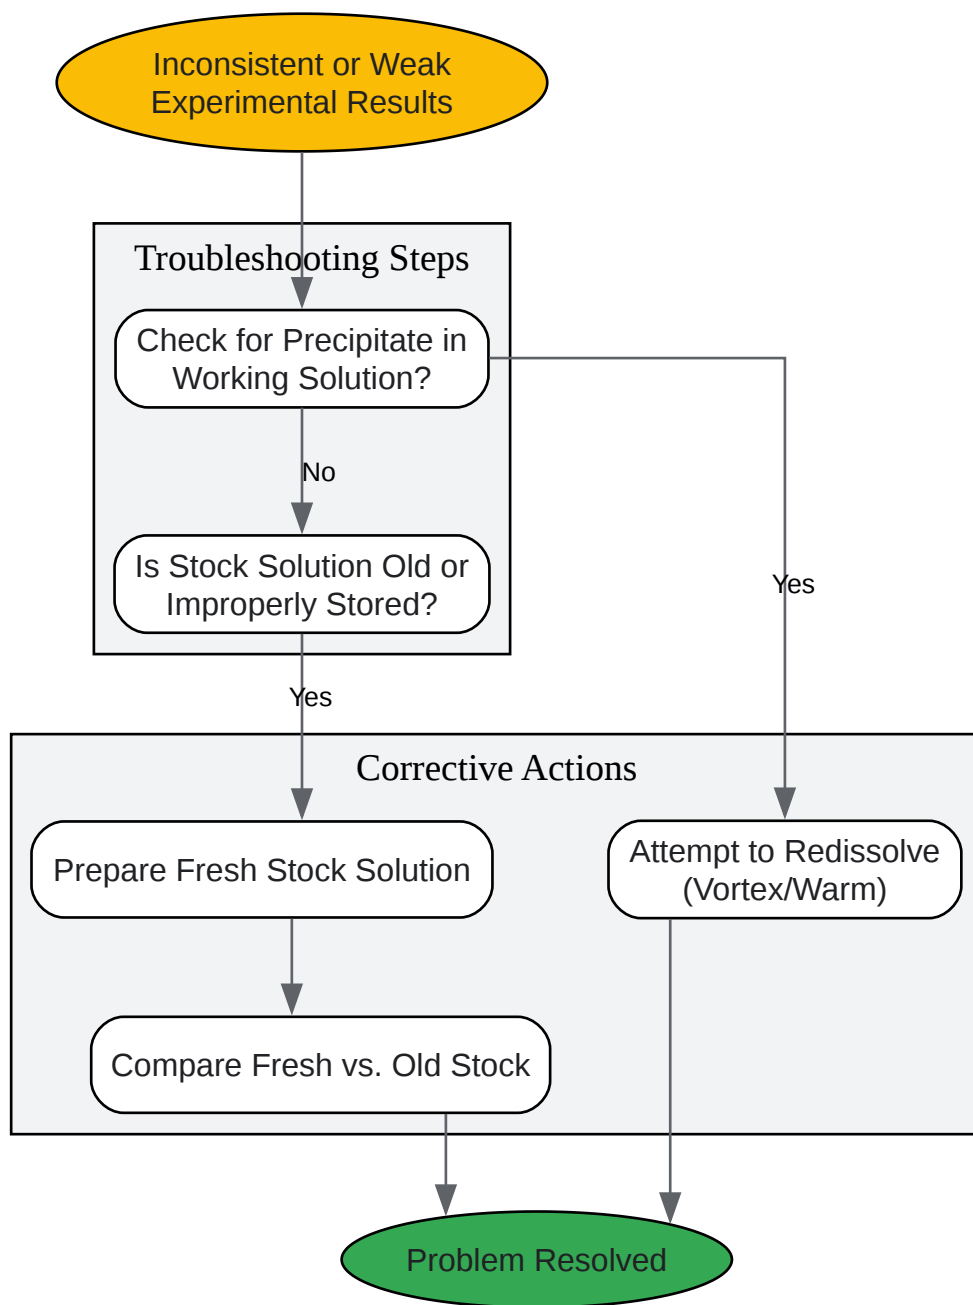 Inconsistent or Weak
Experimental Results
Troubleshooting Steps
Check for Precipitate in
Working Solution?
No
Is Stock Solution Old or
Improperly Stored?
Yes
Yes
Corrective Actions
Prepare Fresh Stock Solution
Attempt to Redissolve
(Vortex/Warm)
Compare Fresh vs. Old Stock
Problem Resolved